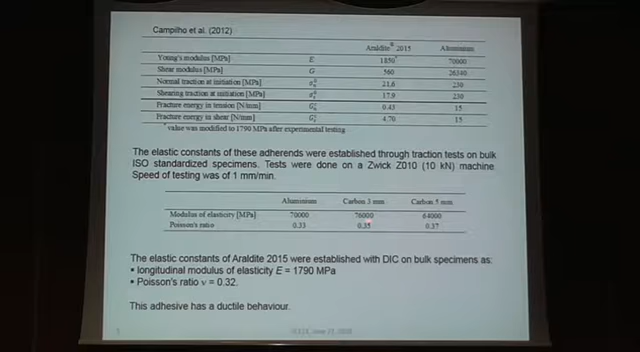 Campilho et al. (2012)
Araldite® 2015 Aluminium
Young's modulus [MPa] E 1850* 70000
Shear modulus [MPa] G 560 26340
Normal traction at initiation [MPa] 21.6 230
Shearing traction at initiation [MPa] 17.9 230
Fracture energy in tension [N/mm] 0.43 15
Fracture energy in shear [N/mm] 4.70 15
*value was modified to 1790 MPa after experimental testing
The elastic constants of these adherends were established through traction tests on bulk
ISO standardized specimens. Tests were done on a Zwick Z010 (10 kN) machine.
Speed of testing was of 1 mm/min.
Aluminium Carbon 3 mm Carbon 5 mm
Modulus of elasticity [MPa] 70000 76000 64000
Poisson's ratio 0.33 0.35 0.37
The elastic constants of Araldite 2015 were established with DIC on bulk specimens as:
• longitudinal modulus of elasticity E = 1790 MPa
• Poisson's ratio ν = 0.32.
This adhesive has a ductile behaviour.